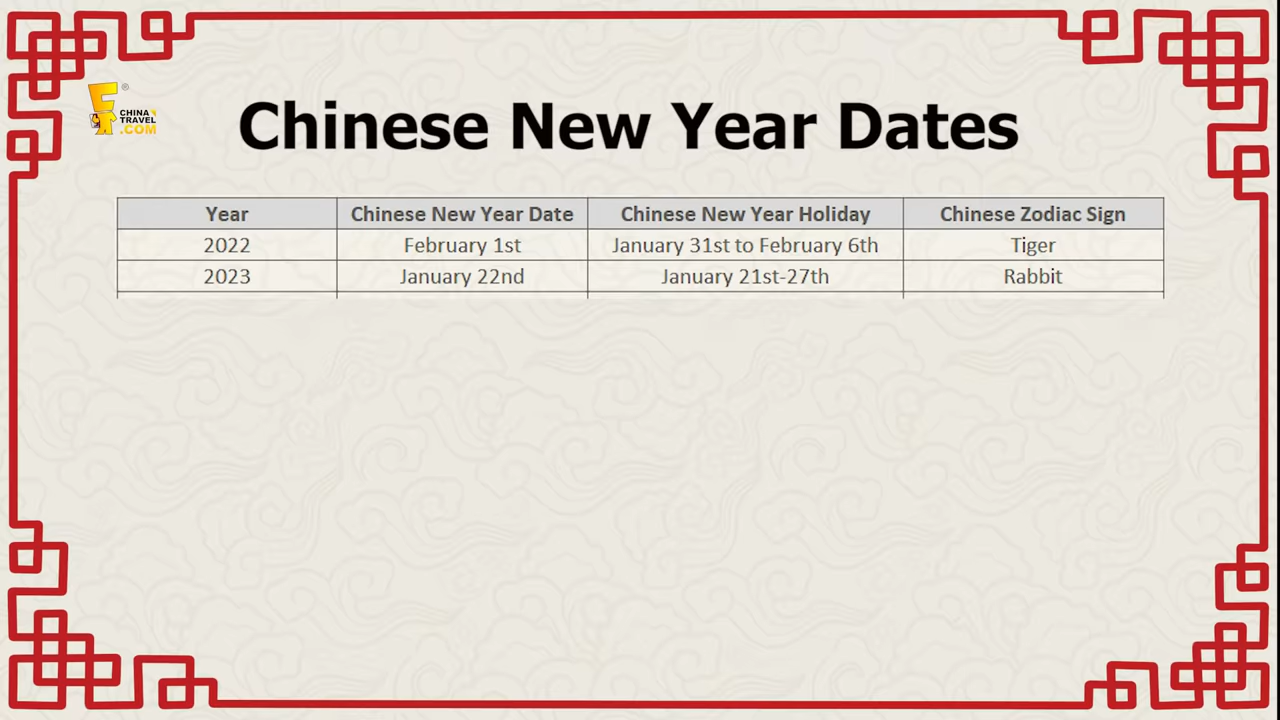 CHINA
TRAVEL
.COM
®
Chinese New Year Dates
Year Chinese New Year Date Chinese New Year Holiday Chinese Zodiac Sign
2022 February 1st January 31st to February 6th Tiger
2023 January 22nd January 21st-27th Rabbit